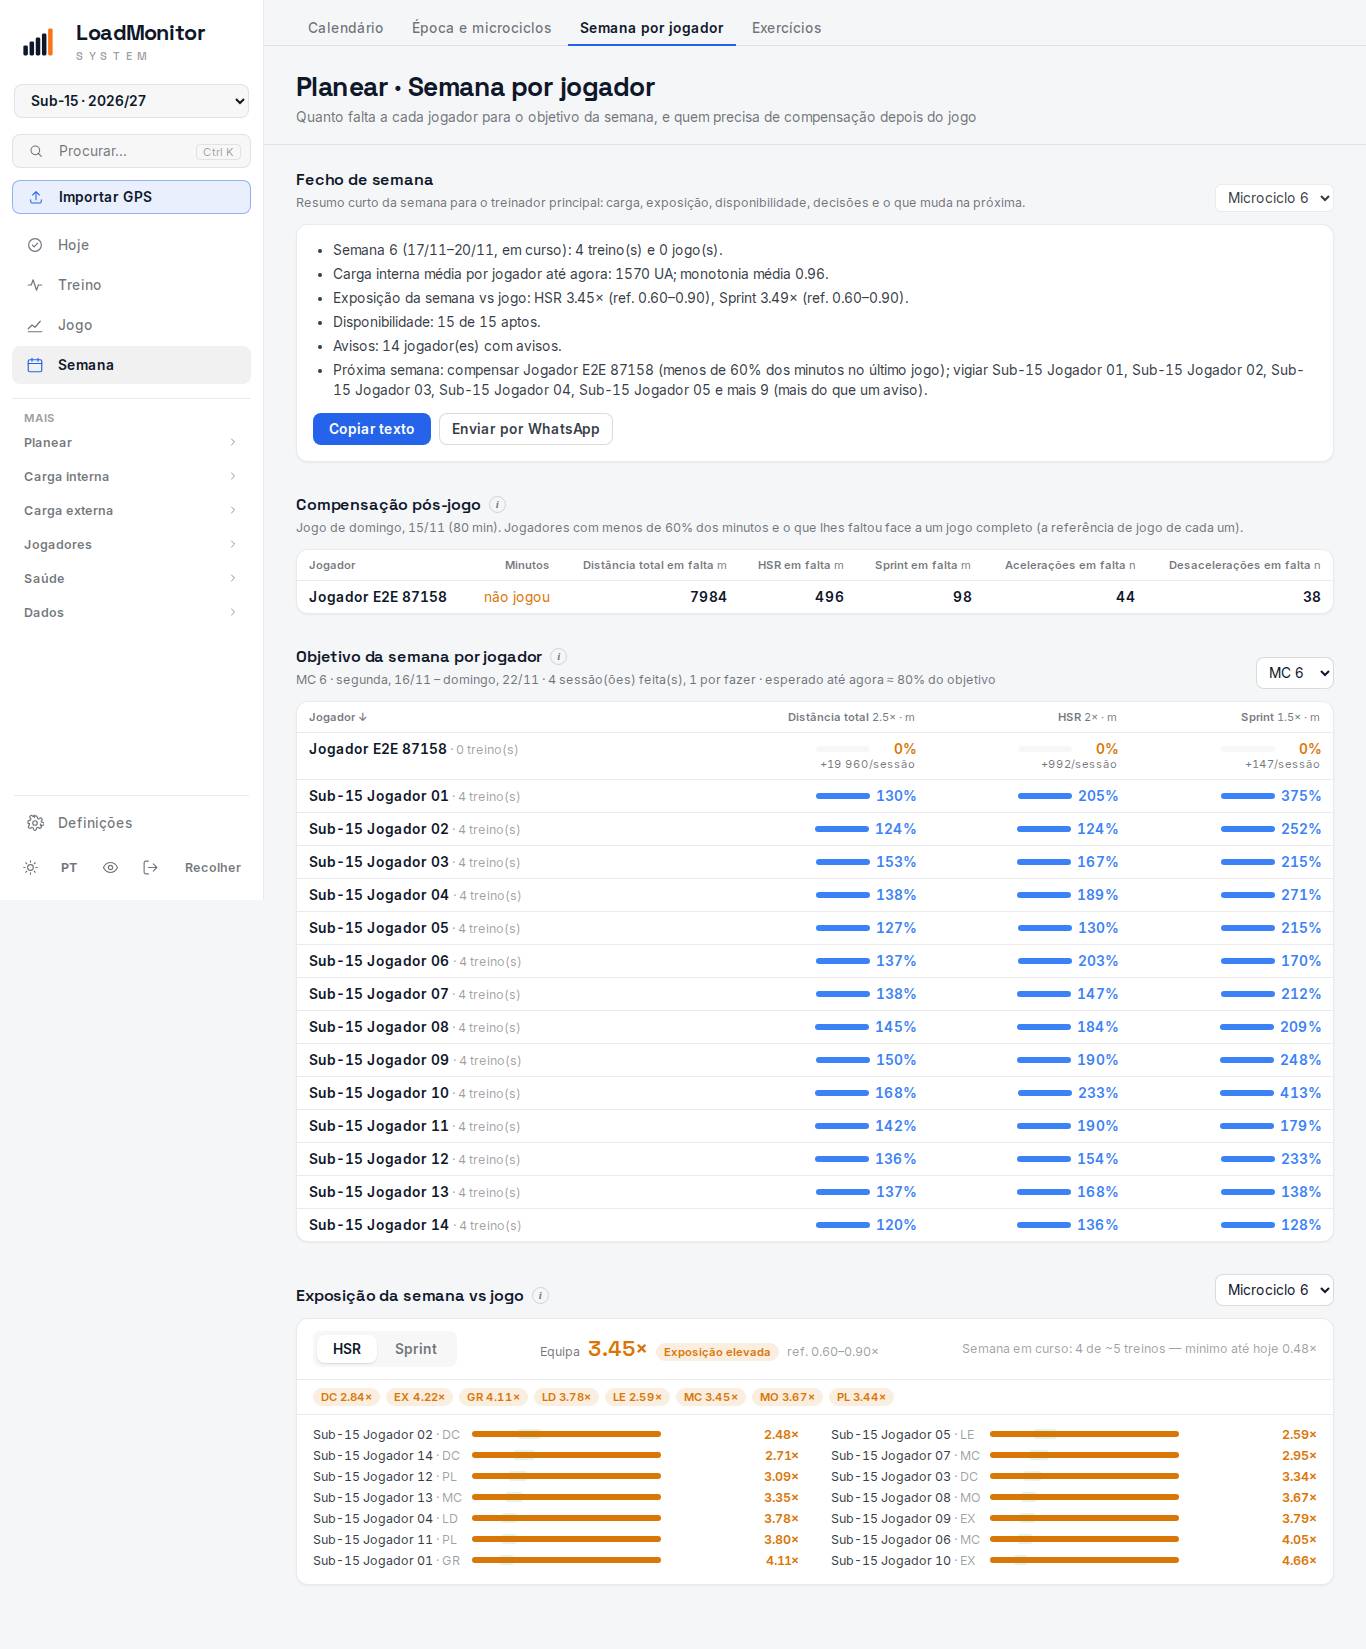 LoadMonitor
SYSTEM
Sub-15 · 2026/27
Procurar...
Ctrl K
Importar GPS
Hoje
Treino
Jogo
Semana
MAIS
Planear
Carga interna
Carga externa
Jogadores
Saúde
Dados
Definições
PT
Recolher
Calendário
Época e microciclos
Semana por jogador
Exercícios
Planear · Semana por jogador
Quanto falta a cada jogador para o objetivo da semana, e quem precisa de compensação depois do jogo
Fecho de semana
Resumo curto da semana para o treinador principal: carga, exposição, disponibilidade, decisões e o que muda na próxima.
Microciclo 6
• Semana 6 (17/11–20/11, em curso): 4 treino(s) e 0 jogo(s).
• Carga interna média por jogador até agora: 1570 UA; monotonia média 0.96.
• Exposição da semana vs jogo: HSR 3.45× (ref. 0.60–0.90), Sprint 3.49× (ref. 0.60–0.90).
• Disponibilidade: 15 de 15 aptos.
• Avisos: 14 jogador(es) com avisos.
• Próxima semana: compensar Jogador E2E 87158 (menos de 60% dos minutos no último jogo); vigiar Sub-15 Jogador 01, Sub-15 Jogador 02, Sub-
15 Jogador 03, Sub-15 Jogador 04, Sub-15 Jogador 05 e mais 9 (mais do que um aviso).
Copiar texto
Enviar por WhatsApp
Compensação pós-jogo i
Jogo de domingo, 15/11 (80 min). Jogadores com menos de 60% dos minutos e o que lhes faltou face a um jogo completo (a referência de jogo de cada um).
Jogador Minutos Distância total em falta m HSR em falta m Sprint em falta m Acelerações em falta n Desacelerações em falta n
Jogador E2E 87158 não jogou 7984 496 98 44 38
Objetivo da semana por jogador i
MC 6 · segunda, 16/11 – domingo, 22/11 · 4 sessão(ões) feita(s), 1 por fazer · esperado até agora = 80% do objetivo
MC 6
Jogador ↓ Distância total 2.5× · m HSR 2× · m Sprint 1.5× · m
Jogador E2E 87158 · 0 treino(s) 0% 0% 0%
+19 960/sessão +992/sessão +147/sessão
Sub-15 Jogador 01 · 4 treino(s) 130% 205% 375%
Sub-15 Jogador 02 · 4 treino(s) 124% 124% 252%
Sub-15 Jogador 03 · 4 treino(s) 153% 167% 215%
Sub-15 Jogador 04 · 4 treino(s) 138% 189% 271%
Sub-15 Jogador 05 · 4 treino(s) 127% 130% 215%
Sub-15 Jogador 06 · 4 treino(s) 137% 203% 170%
Sub-15 Jogador 07 · 4 treino(s) 138% 147% 212%
Sub-15 Jogador 08 · 4 treino(s) 145% 184% 209%
Sub-15 Jogador 09 · 4 treino(s) 150% 190% 248%
Sub-15 Jogador 10 · 4 treino(s) 168% 233% 413%
Sub-15 Jogador 11 · 4 treino(s) 142% 190% 179%
Sub-15 Jogador 12 · 4 treino(s) 136% 154% 233%
Sub-15 Jogador 13 · 4 treino(s) 137% 168% 138%
Sub-15 Jogador 14 · 4 treino(s) 120% 136% 128%
Exposição da semana vs jogo i
Microciclo 6
HSR Sprint
Equipa 3.45× Exposição elevada ref. 0.60–0.90×
Semana em curso: 4 de ~5 treinos — mínimo até hoje 0.48×
DC 2.84× EX 4.22× GR 4.11× LD 3.78× LE 2.59× MC 3.45× MO 3.67× PL 3.44×
Sub-15 Jogador 02 · DC 2.48× Sub-15 Jogador 05 · LE 2.59×
Sub-15 Jogador 14 · DC 2.71× Sub-15 Jogador 07 · MC 2.95×
Sub-15 Jogador 12 · PL 3.09× Sub-15 Jogador 03 · DC 3.34×
Sub-15 Jogador 13 · MC 3.35× Sub-15 Jogador 08 · MO 3.67×
Sub-15 Jogador 04 · LD 3.78× Sub-15 Jogador 09 · EX 3.79×
Sub-15 Jogador 11 · PL 3.80× Sub-15 Jogador 06 · MC 4.05×
Sub-15 Jogador 01 · GR 4.11× Sub-15 Jogador 10 · EX 4.66×